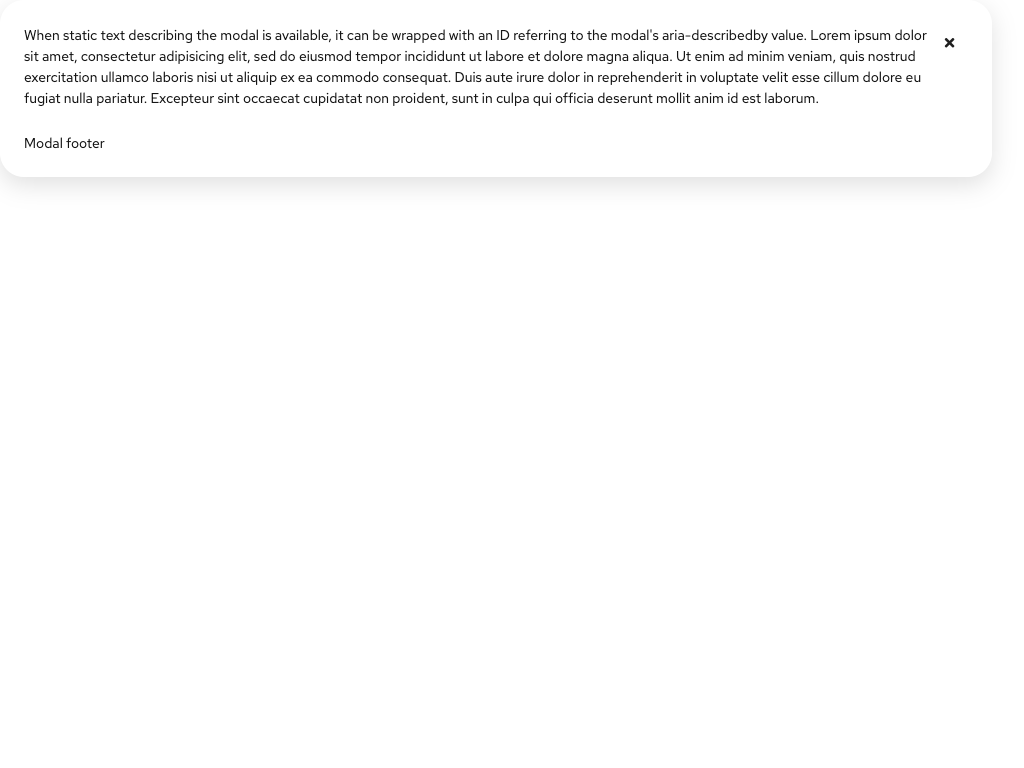 When static text describing the modal is available, it can be wrapped with an ID referring to the modal's aria-describedby value. Lorem ipsum dolor
sit amet, consectetur adipisicing elit, sed do eiusmod tempor incididunt ut labore et dolore magna aliqua. Ut enim ad minim veniam, quis nostrud
exercitation ullamco laboris nisi ut aliquip ex ea commodo consequat. Duis aute irure dolor in reprehenderit in voluptate velit esse cillum dolore eu
fugiat nulla pariatur. Excepteur sint occaecat cupidatat non proident, sunt in culpa qui officia deserunt mollit anim id est laborum.
Modal footer